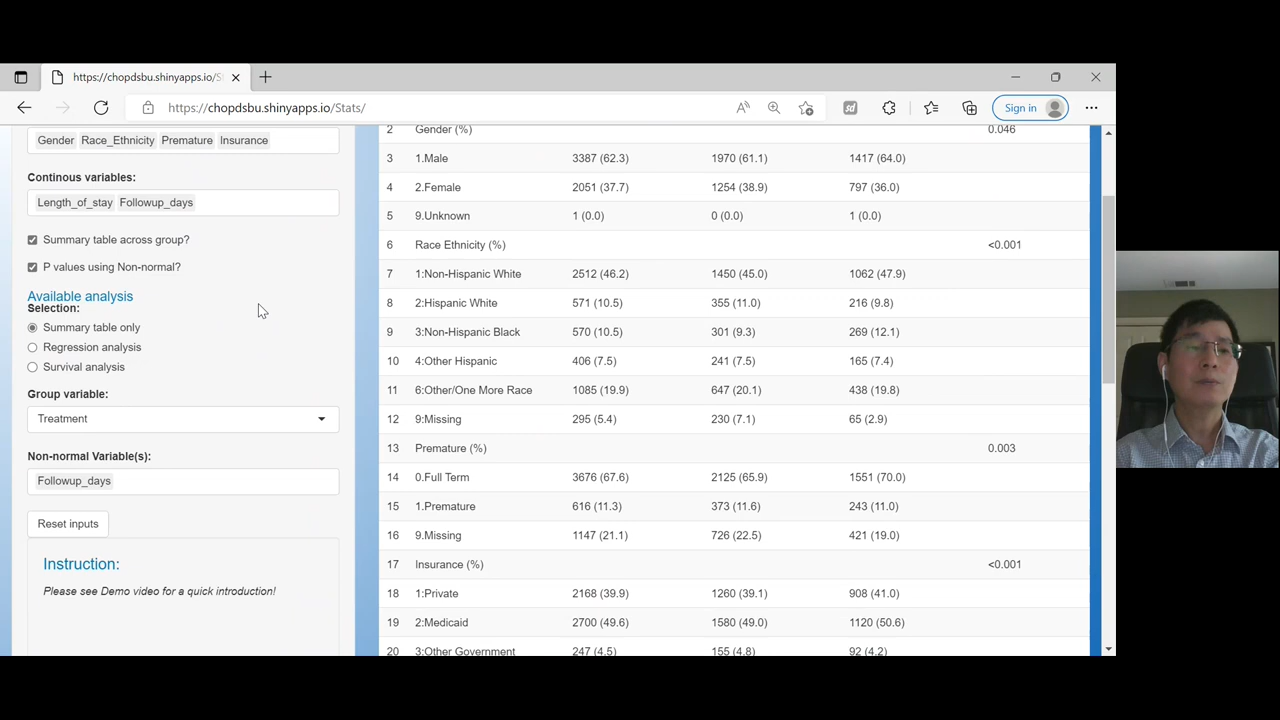 https://chopdsbu.shinyapps.io/S
https://chopdsbu.shinyapps.io/Stats/
Sign in
Gender Race_Ethnicity Premature Insurance
Continous variables:
Length_of_stay Followup_days
Summary table across group?
P values using Non-normal?
Available analysis
Selection:
Summary table only
Regression analysis
Survival analysis
Group variable:
Treatment
Non-normal Variable(s):
Followup_days
Reset inputs
Instruction:
Please see Demo video for a quick introduction!
2 Gender (%) 0.046
3 1.Male 3387 (62.3) 1970 (61.1) 1417 (64.0)
4 2.Female 2051 (37.7) 1254 (38.9) 797 (36.0)
5 9.Unknown 1 (0.0) 0 (0.0) 1 (0.0)
6 Race Ethnicity (%) <0.001
7 1:Non-Hispanic White 2512 (46.2) 1450 (45.0) 1062 (47.9)
8 2:Hispanic White 571 (10.5) 355 (11.0) 216 (9.8)
9 3:Non-Hispanic Black 570 (10.5) 301 (9.3) 269 (12.1)
10 4:Other Hispanic 406 (7.5) 241 (7.5) 165 (7.4)
11 6:Other/One More Race 1085 (19.9) 647 (20.1) 438 (19.8)
12 9:Missing 295 (5.4) 230 (7.1) 65 (2.9)
13 Premature (%) 0.003
14 0.Full Term 3676 (67.6) 2125 (65.9) 1551 (70.0)
15 1.Premature 616 (11.3) 373 (11.6) 243 (11.0)
16 9.Missing 1147 (21.1) 726 (22.5) 421 (19.0)
17 Insurance (%) <0.001
18 1:Private 2168 (39.9) 1260 (39.1) 908 (41.0)
19 2:Medicaid 2700 (49.6) 1580 (49.0) 1120 (50.6)
20 3:Other Government 247 (4.5) 155 (4.8) 92 (4.2)